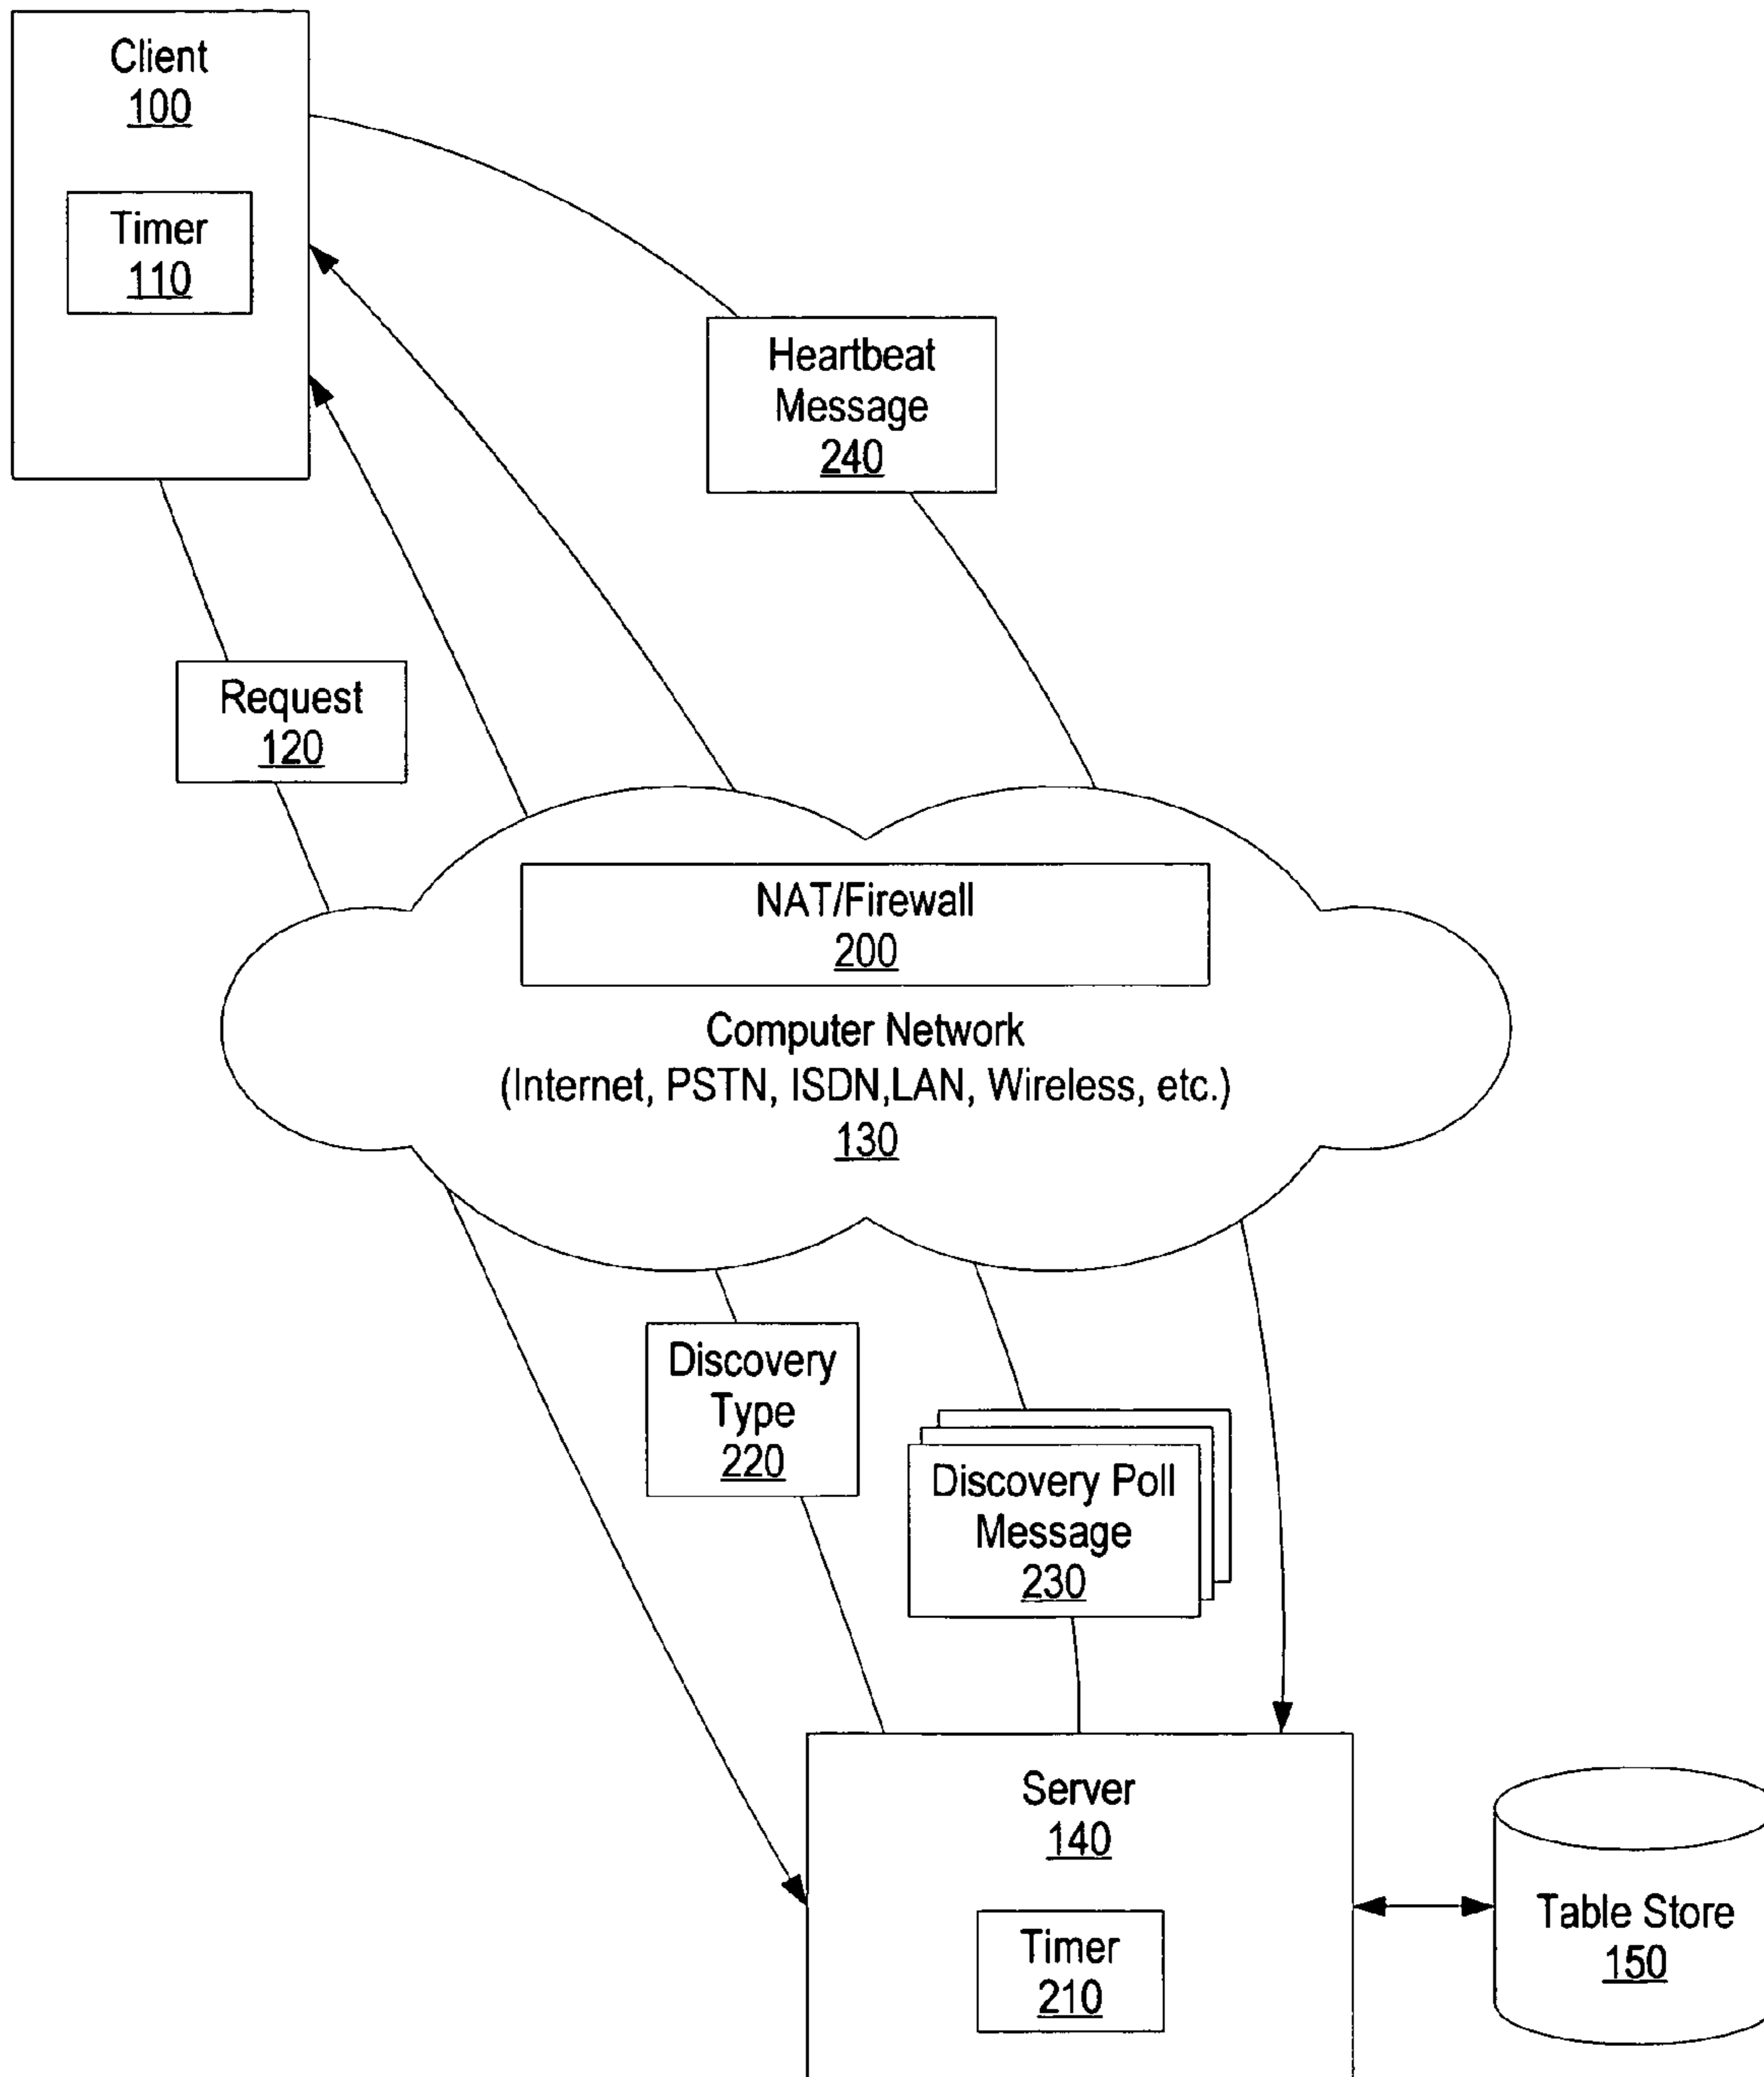 Client
100
Timer
110
Heartbeat
Message
240
Request
120
NAT/Firewall
200
Computer Network
(Internet, PSTN, ISDN,LAN, Wireless, etc.)
130
Discovery
Type
220
Discovery Poll
Message
230
Server
140
Timer
210
Table Store
150